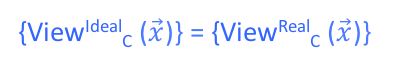 {View^Ideal_C (x⃗)} = {View^Real_C (x⃗)}